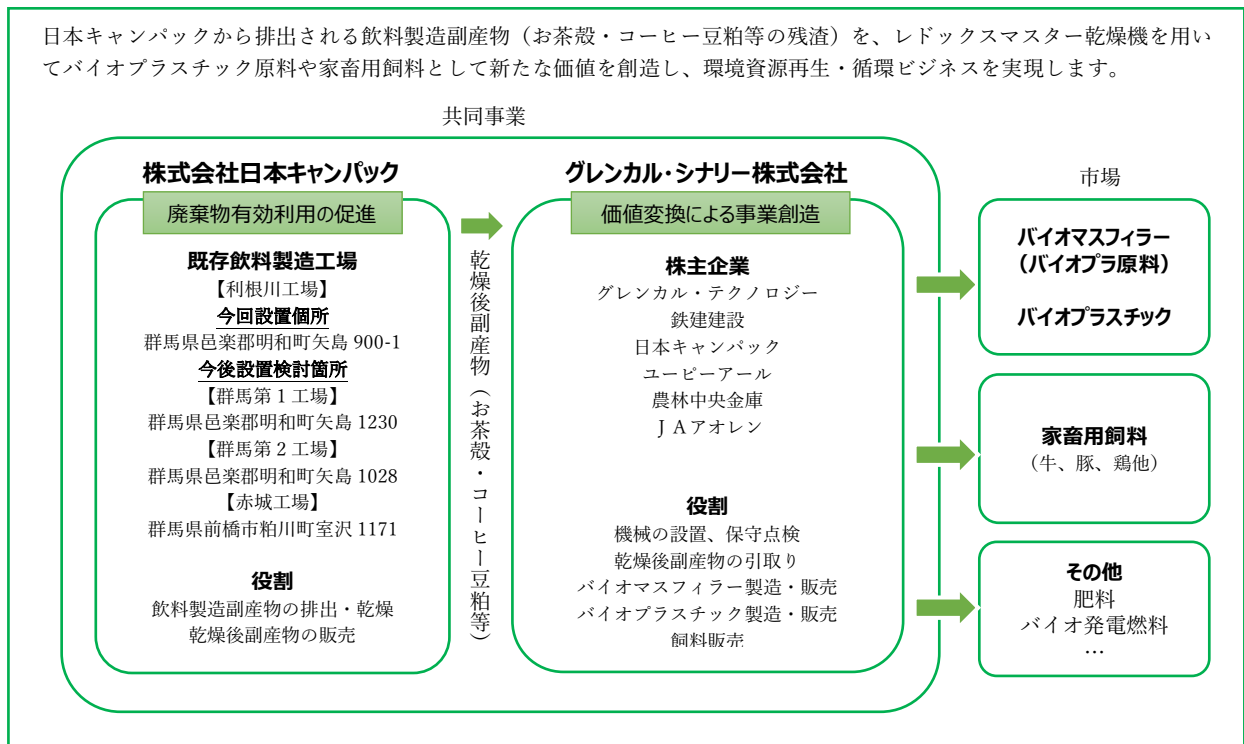 日本キャンパックから排出される飲料製造副産物（お茶殻・コーヒー豆粕等の残渣）を、レドックスマスター乾燥機を用い
てバイオプラスチック原料や家畜用飼料として新たな価値を創造し、環境資源再生・循環ビジネスを実現します。
共同事業
株式会社日本キャンパック
廃棄物有効利用の促進
既存飲料製造工場
【利根川工場】
今回設置個所
群馬県邑楽郡明和町矢島 900-1
今後設置検討箇所
【群馬第 1 工場】
群馬県邑楽郡明和町矢島 1230
【群馬第 2 工場】
群馬県邑楽郡明和町矢島 1028
【赤城工場】
群馬県前橋市粕川町室沢 1171
役割
飲料製造副産物の排出・乾燥
乾燥後副産物の販売
乾燥後副産物（お茶殻・コーヒー豆粕等）
グレンカル・シナリー株式会社
価値変換による事業創造
株主企業
グレンカル・テクノロジー
鉄建建設
日本キャンパック
ユーピーアール
農林中央金庫
ＪＡアオレン
役割
機械の設置、保守点検
乾燥後副産物の引取り
バイオマスフィラー製造・販売
バイオプラスチック製造・販売
飼料販売
市場
バイオマスフィラー
（バイオプラ原料）
バイオプラスチック
家畜用飼料
（牛、豚、鶏他）
その他
肥料
バイオ発電燃料
…